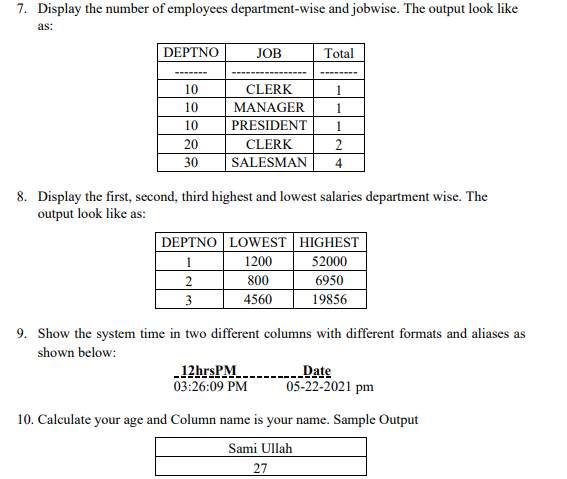 7. Display the number of employees department-wise and jobwise. The output look like
as:
DEPTNO JOB Total
------- ---------------- --------
10 CLERK 1
10 MANAGER 1
10 PRESIDENT 1
20 CLERK 2
30 SALESMAN 4
8. Display the first, second, third highest and lowest salaries department wise. The
output look like as:
DEPTNO LOWEST HIGHEST
1 1200 52000
2 800 6950
3 4560 19856
9. Show the system time in two different columns with different formats and aliases as
shown below:
_12hrsPM_ _ _ _ _ _ _ _Date
03:26:09 PM 05-22-2021 pm
10. Calculate your age and Column name is your name. Sample Output
Sami Ullah
27